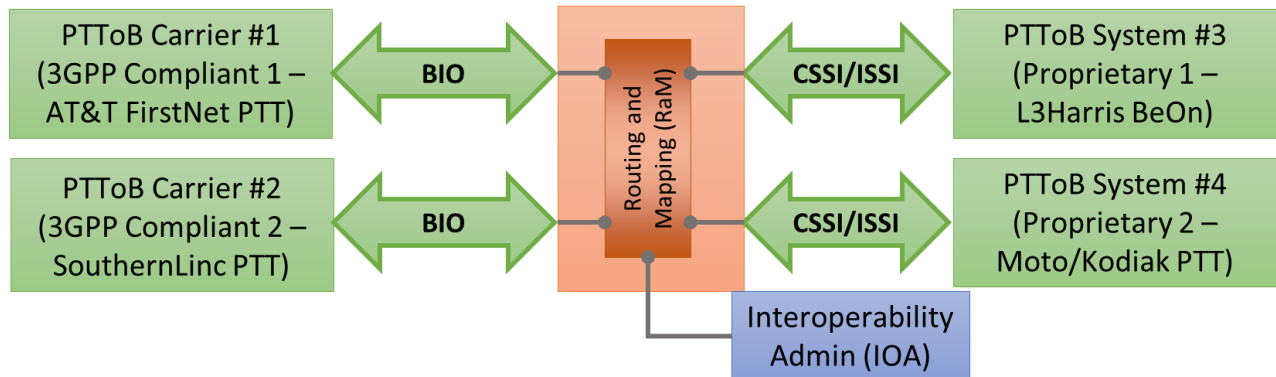 PTToB Carrier #1
(3GPP Compliant 1 –
AT&T FirstNet PTT)
BIO
PTToB Carrier #2
(3GPP Compliant 2 –
SouthernLinc PTT)
BIO
Routing and
Mapping (RaM)
CSSI/ISSI
PTToB System #3
(Proprietary 1 –
L3Harris BeOn)
CSSI/ISSI
PTToB System #4
(Proprietary 2 –
Moto/Kodiak PTT)
Interoperability
Admin (IOA)